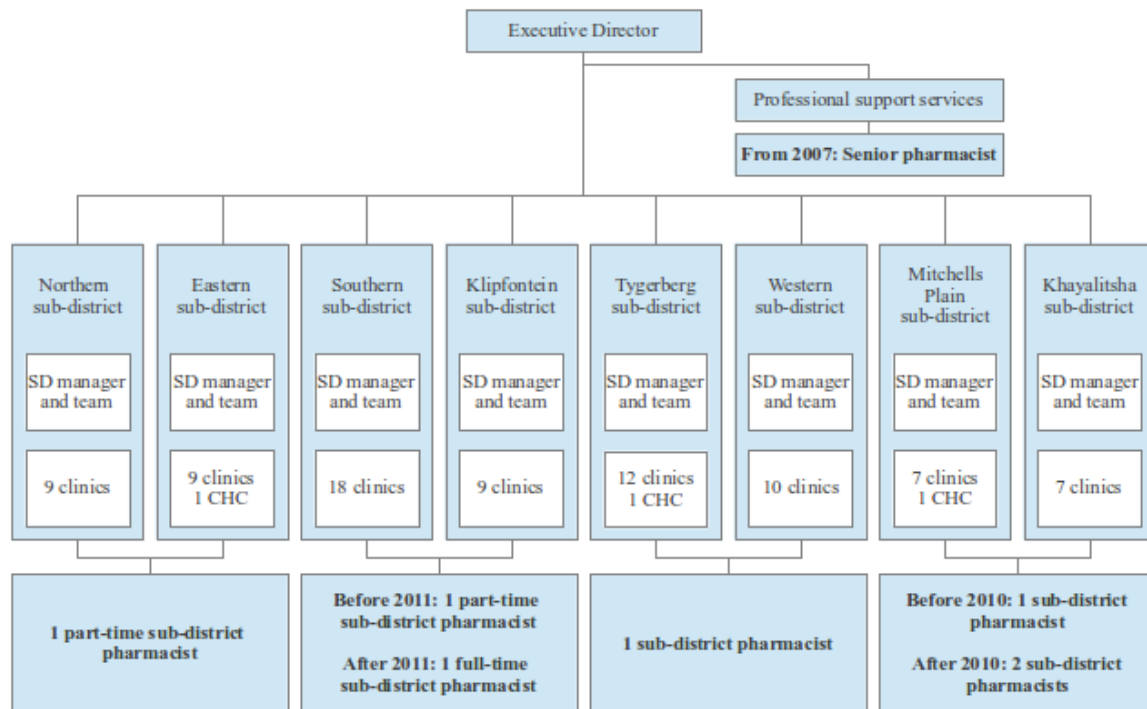 Executive Director
Professional support services
From 2007: Senior pharmacist
Northern
sub-district
SD manager
and team
9 clinics
Eastern
sub-district
SD manager
and team
9 clinics
1 CHC
Southern
sub-district
SD manager
and team
18 clinics
Klipfontein
sub-district
SD manager
and team
9 clinics
Tygerberg
sub-district
SD manager
and team
12 clinics
1 CHC
Western
sub-district
SD manager
and team
10 clinics
Mitchells
Plain
sub-district
SD manager
and team
7 clinics
1 CHC
Khayalitsha
sub-district
SD manager
and team
7 clinics
1 part-time sub-district
pharmacist
Before 2011: 1 part-time
sub-district pharmacist
After 2011: 1 full-time
sub-district pharmacist
1 sub-district pharmacist
Before 2010: 1 sub-district
pharmacist
After 2010: 2 sub-district
pharmacists